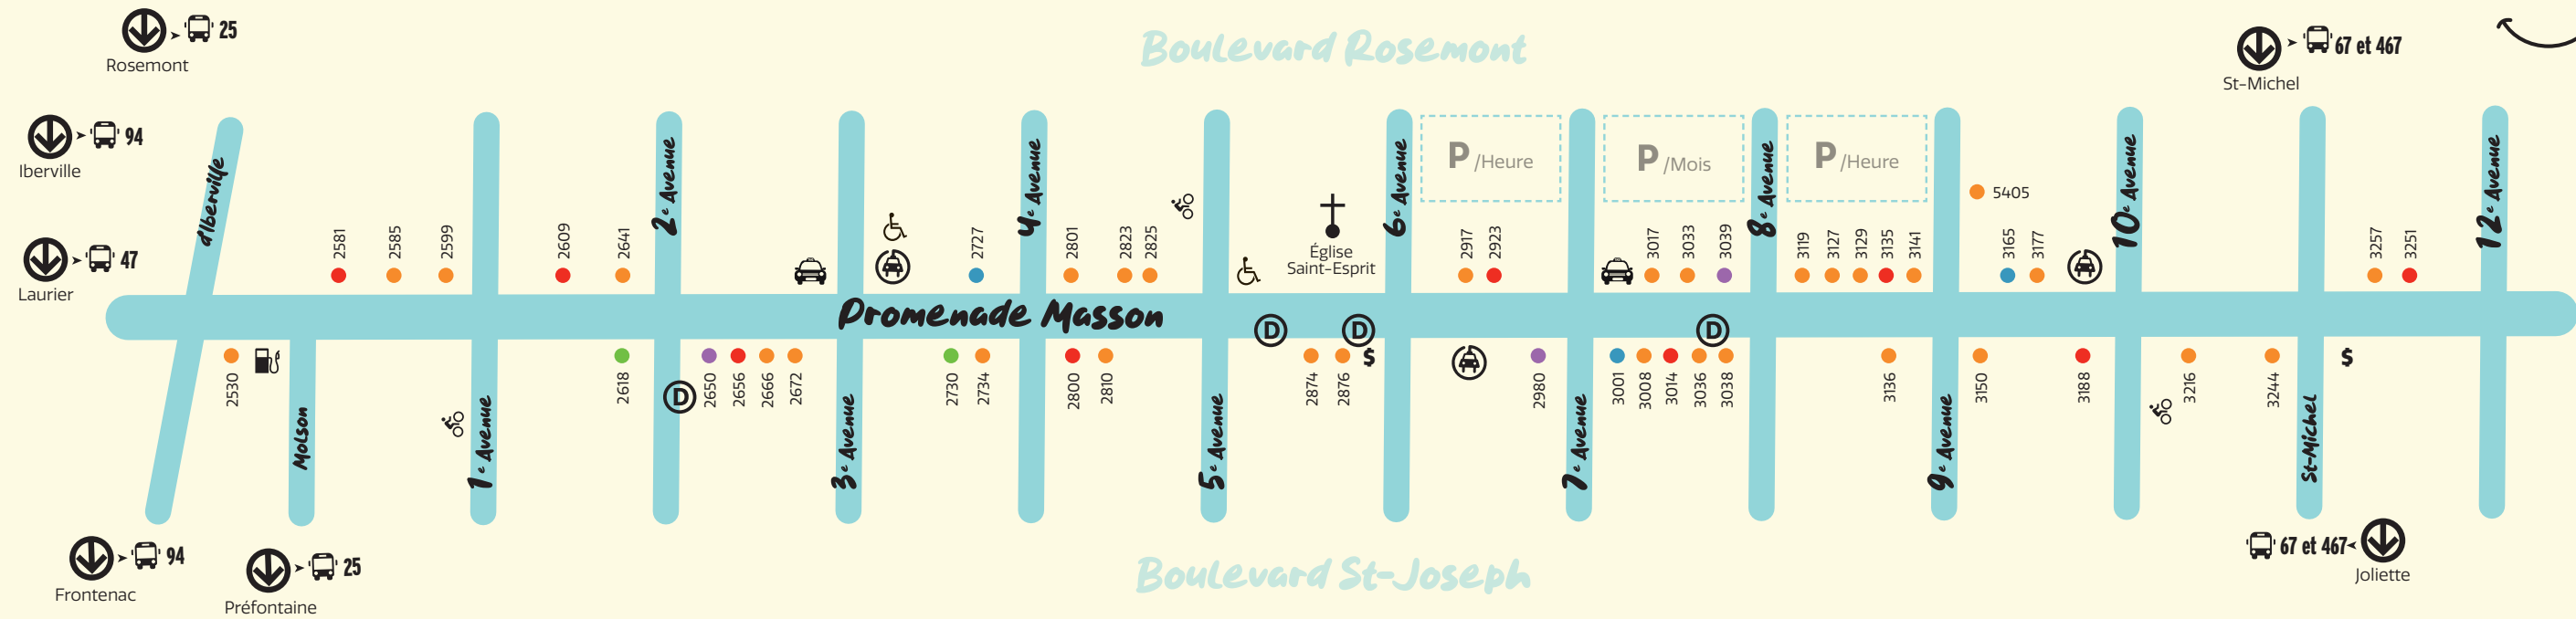 25
Rosemont
Boulevard Rosemont
67 et 467
St-Michel
94
Iberville
47
Laurier
d'Iberville
2e Avenue
4e Avenue
6e Avenue
8e Avenue
10e Avenue
12e Avenue
P/Heure
P/Mois
P/Heure
5405
2581
2585
2599
2609
2641
2727
2801
2823
2825
Église
Saint-Esprit
2917
2923
3017
3033
3039
3119
3127
3129
3135
3141
3165
3177
3257
3251
Promenade Masson
D
D
D
2530
2618
D
2650
2656
2666
2672
2730
2734
2800
2810
2874
2876
$
2980
3001
3008
3014
3036
3038
3136
3150
3188
3216
3244
$
Molson
1e Avenue
3e Avenue
5e Avenue
7e Avenue
9e Avenue
St-Michel
94
Frontenac
25
Préfontaine
Boulevard St-Joseph
67 et 467
Joliette